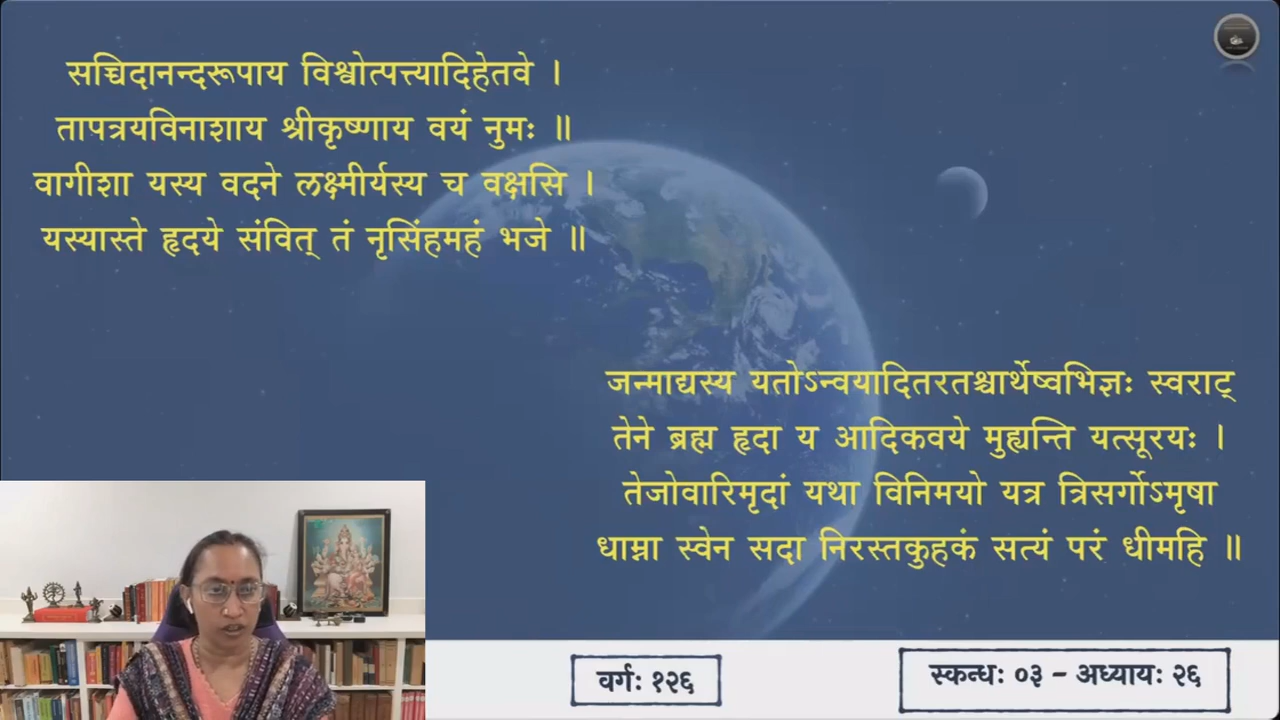 सच्चिदानन्दरूपाय विश्वोत्पत्त्यादिहेतवे ।
तापत्रयविनाशाय श्रीकृष्णाय वयं नुमः ॥
वागीशा यस्य वदने लक्ष्मीर्यस्य च वक्षसि ।
यस्यास्ते हृदये संवित् तं नृसिंहमहं भजे ॥
जन्माद्यस्य यतोऽन्वयादितरतश्चार्थेष्वभिज्ञः स्वराट्
तेने ब्रह्म हृदा य आदिकवये मुह्यन्ति यत्सूरयः ।
तेजोवारिमृदां यथा विनिमयो यत्र त्रिसर्गोऽमृषा
धाम्ना स्वेन सदा निरस्तकुहकं सत्यं परं धीमहि ॥
वर्गः १२६
स्कन्धः ०३ - अध्यायः २६